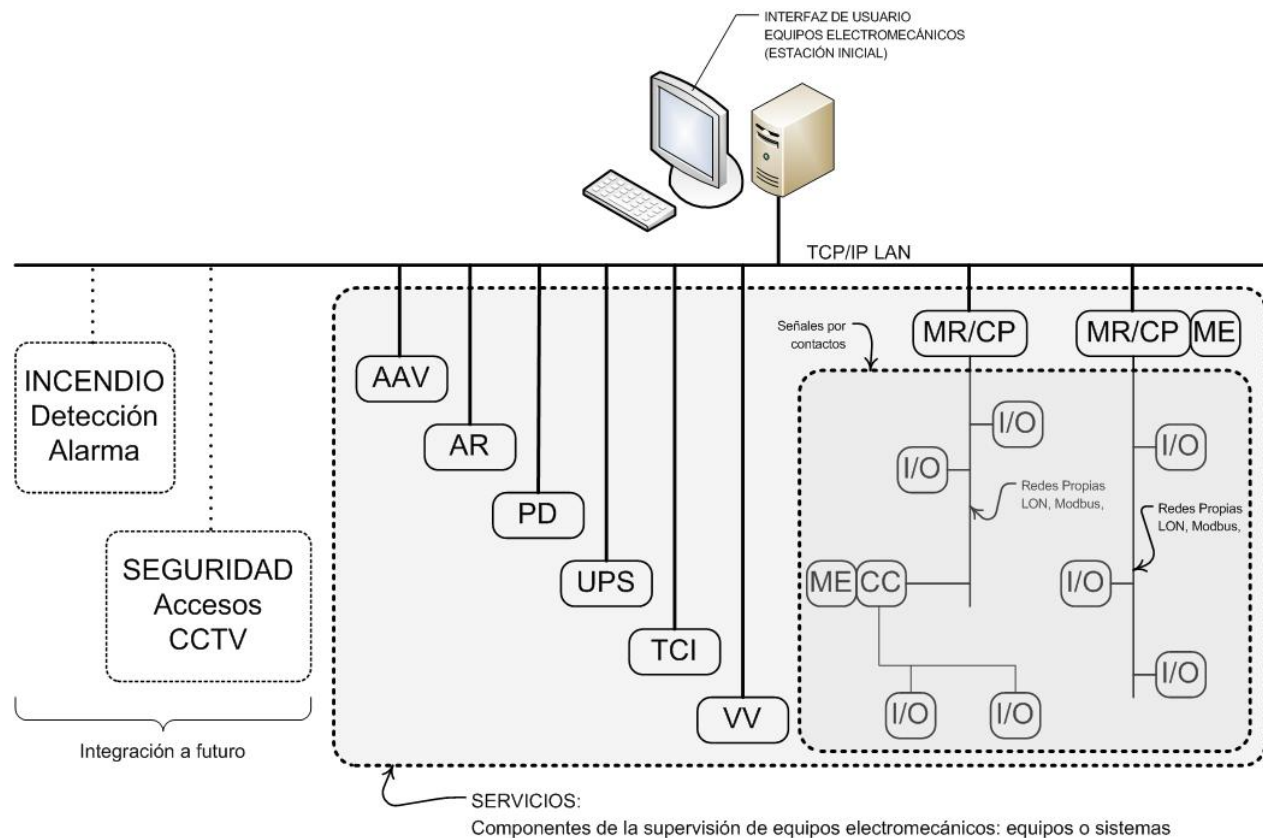 INTERFAZ DE USUARIO
EQUIPOS ELECTROMECÁNICOS
(ESTACIÓN INICIAL)
TCP/IP LAN
INCENDIO
Detección
Alarma
SEGURIDAD
Accesos
CCTV
Integración a futuro
AAV
AR
PD
UPS
TCI
VV
Señales por
contactos
MR/CP
MR/CP
ME
I/O
I/O
Redes Propias
LON, Modbus,
ME
CC
I/O
I/O
I/O
Redes Propias
LON, Modbus,
I/O
I/O
SERVICIOS:
Componentes de la supervisión de equipos electromecánicos: equipos o sistemas